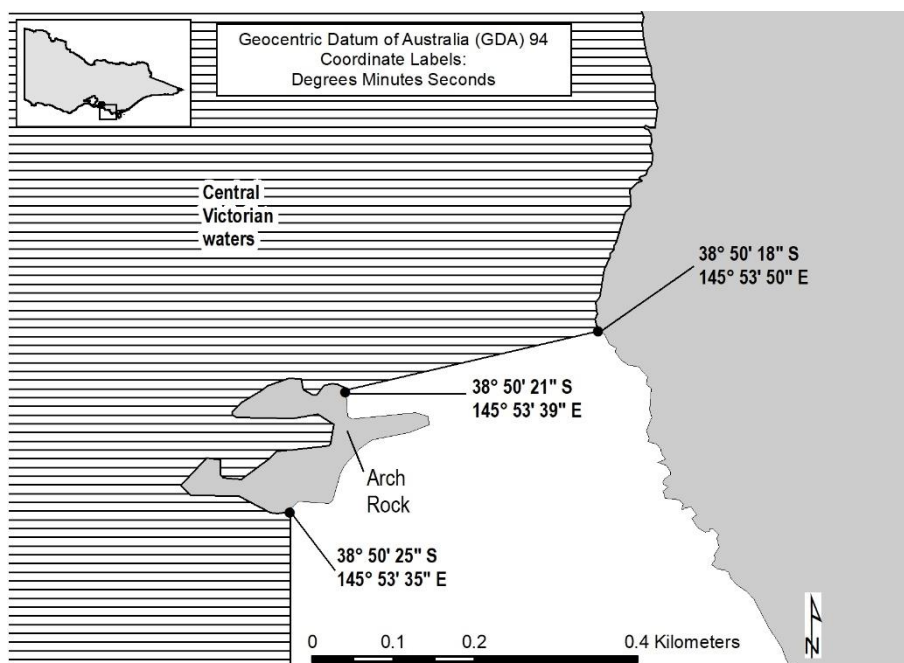 Geocentric Datum of Australia (GDA) 94
Coordinate Labels:
Degrees Minutes Seconds
Central
Victorian
waters
38° 50' 18" S
145° 53' 50" E
38° 50' 21" S
145° 53' 39" E
Arch
Rock
38° 50' 25" S
145° 53' 35" E
0 0.1 0.2 0.4 Kilometers
N